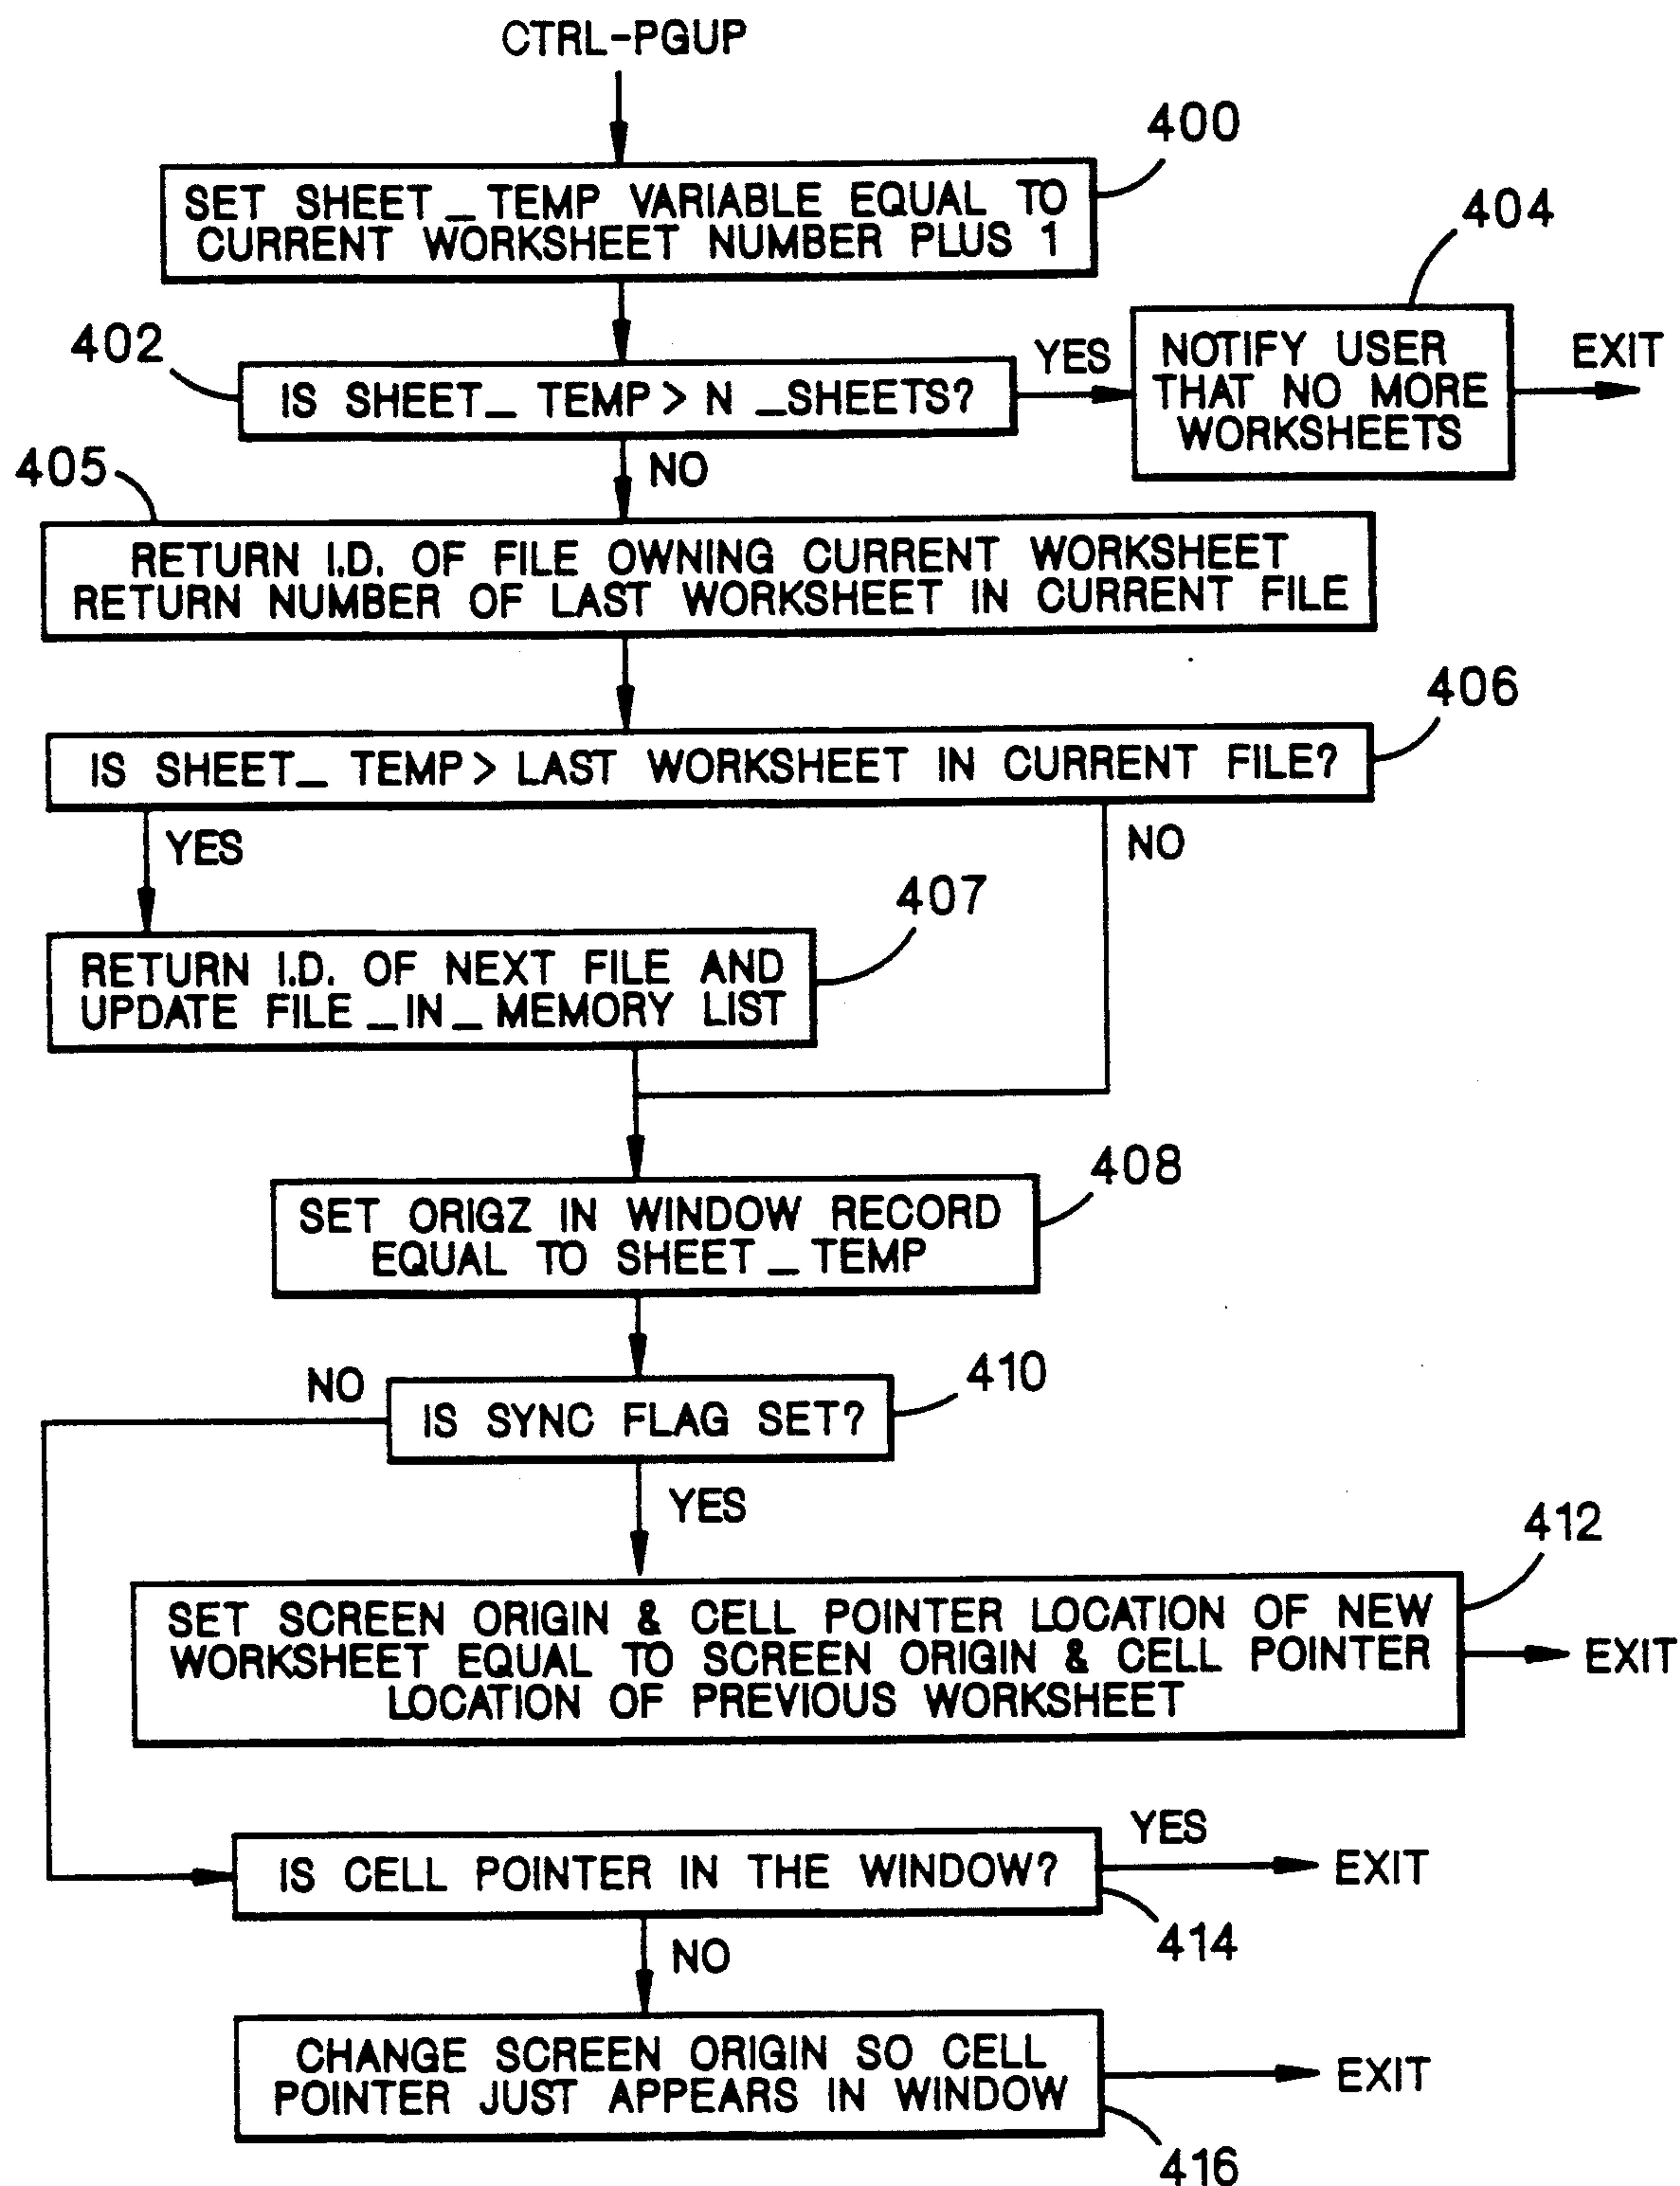 CTRL-PGUP
400
SET SHEET_TEMP VARIABLE EQUAL TO
CURRENT WORKSHEET NUMBER PLUS 1
404
402
IS SHEET_ TEMP > N _SHEETS?
YES
NOTIFY USER
THAT NO MORE
WORKSHEETS
EXIT
NO
405
RETURN I.D. OF FILE OWNING CURRENT WORKSHEET
RETURN NUMBER OF LAST WORKSHEET IN CURRENT FILE
406
IS SHEET_ TEMP > LAST WORKSHEET IN CURRENT FILE?
YES
NO
407
RETURN I.D. OF NEXT FILE AND
UPDATE FILE_IN_MEMORY LIST
408
SET ORIGZ IN WINDOW RECORD
EQUAL TO SHEET_TEMP
NO
410
IS SYNC FLAG SET?
YES
412
SET SCREEN ORIGIN & CELL POINTER LOCATION OF NEW
WORKSHEET EQUAL TO SCREEN ORIGIN & CELL POINTER
LOCATION OF PREVIOUS WORKSHEET
EXIT
YES
IS CELL POINTER IN THE WINDOW?
EXIT
414
NO
CHANGE SCREEN ORIGIN SO CELL
POINTER JUST APPEARS IN WINDOW
EXIT
416